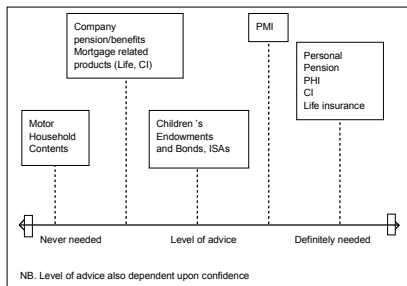 Company
pension/benefits
Mortgage related
products (Life, CI)
PMI
Personal
Pension
PHI
CI
Life insurance
Motor
Household
Contents
Children ´s
Endowments
and Bonds, ISAs
Never needed
Level of advice
Definitely needed
NB. Level of advice also dependent upon confidence